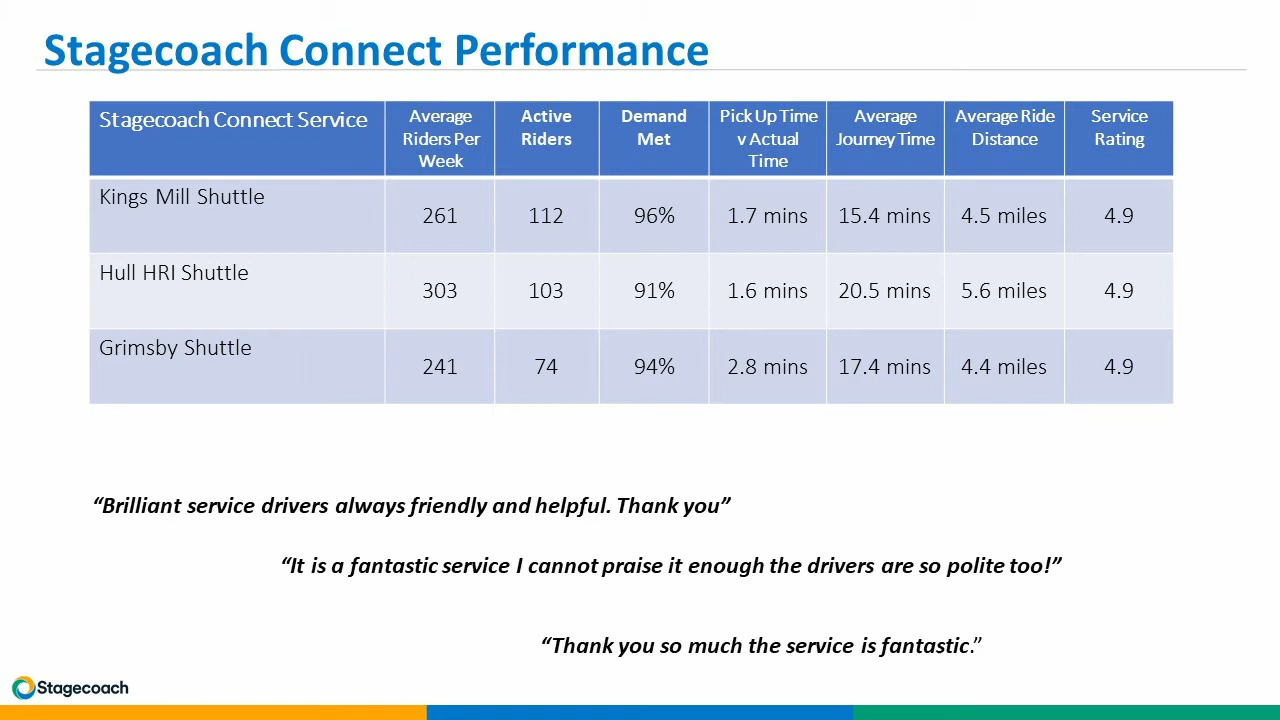 Stagecoach Connect Performance
Stagecoach Connect Service
Average Riders Per Week
Active Riders
Demand Met
Pick Up Time v Actual Time
Average Journey Time
Average Ride Distance
Service Rating
Kings Mill Shuttle 261 112 96% 1.7 mins 15.4 mins 4.5 miles 4.9
Hull HRI Shuttle 303 103 91% 1.6 mins 20.5 mins 5.6 miles 4.9
Grimsby Shuttle 241 74 94% 2.8 mins 17.4 mins 4.4 miles 4.9
“Brilliant service drivers always friendly and helpful. Thank you”
“It is a fantastic service I cannot praise it enough the drivers are so polite too!”
“Thank you so much the service is fantastic.”
Stagecoach